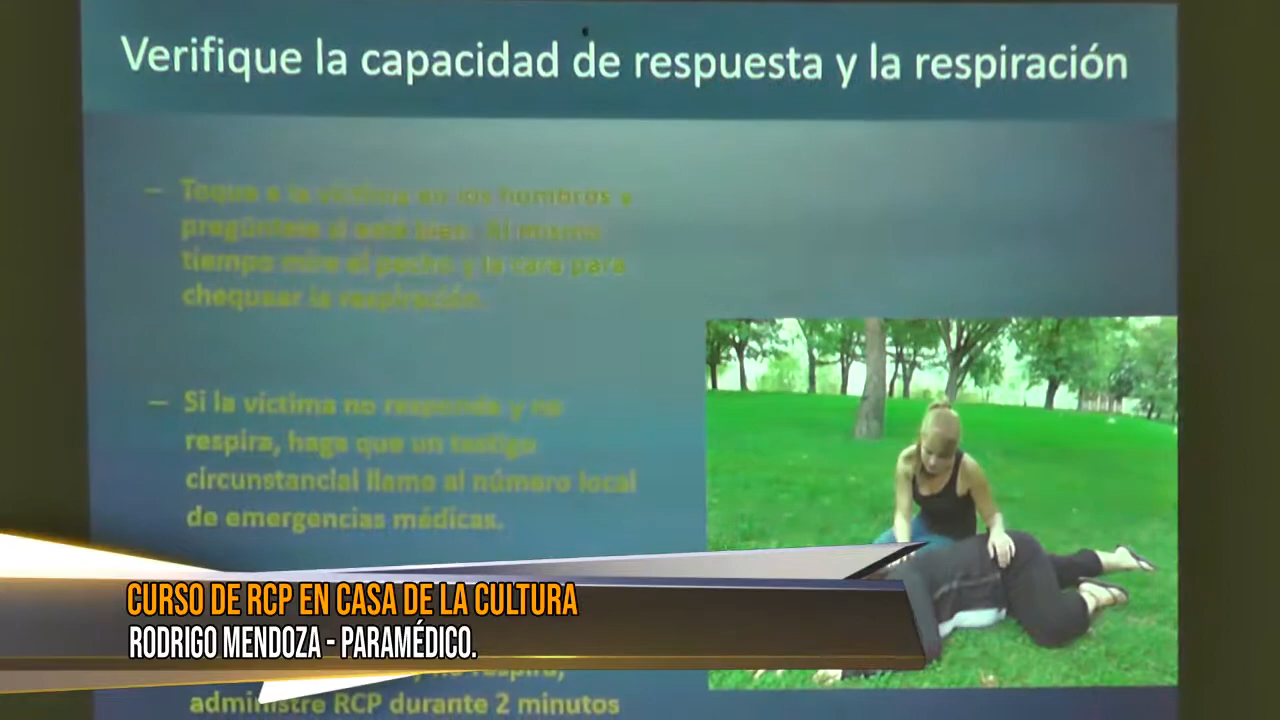 Verifique la capacidad de respuesta y la respiración
– Toque a la víctima en los hombros y
pregúntele si está bien. Al mismo
tiempo mire el pecho y la cara para
chequear la respiración.
– Si la víctima no responde y no
respira, haga que un testigo
circunstancial llame al número local
de emergencias médicas.
CURSO DE RCP EN CASA DE LA CULTURA
RODRIGO MENDOZA - PARAMÉDICO.
respira,
administre RCP durante 2 minutos